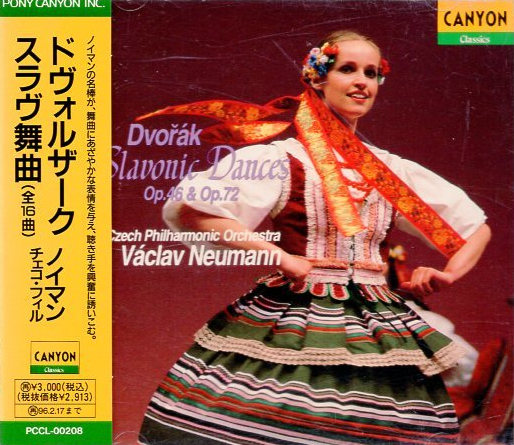 PONY CANYON INC.
ドヴォルザーク
スラヴ舞曲(全16曲)
ノイマン
チェコ・フィル
ノイマンの名棒が、舞曲にあざやかな表情を与え、聴き手を興奮に誘いこむ。
CANYON
Classics
再¥3,000(税込)
(税抜価格¥2,913)
再96.2.17まで
PCCL-00208
CANYON
Classics
Dvořák
Slavonic Dances
Op.46 & Op.72
Czech Philharmonic Orchestra
Václav Neumann